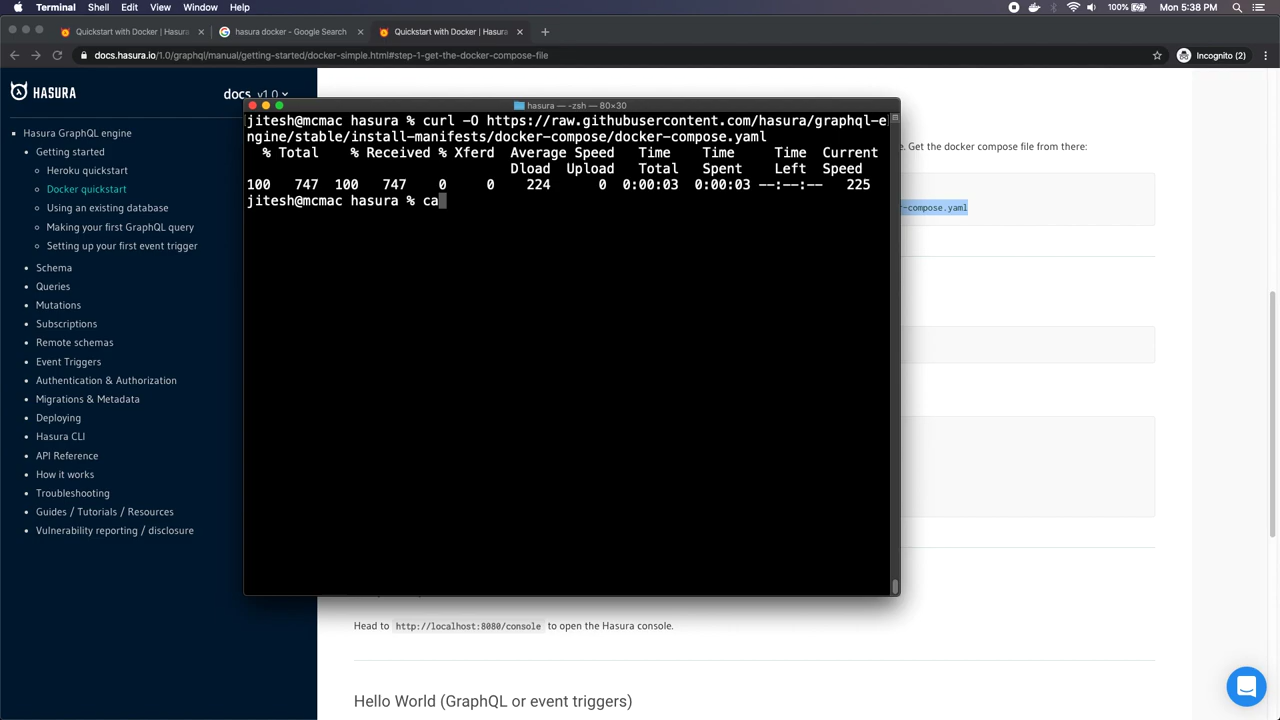 Terminal Shell Edit View Window Help
100% Mon 5:38 PM
Quickstart with Docker | Hasura
hasura docker - Google Search
Quickstart with Docker | Hasura
docs.hasura.io/1.0/graphql/manual/getting-started/docker-simple.html#step-1-get-the-docker-compose-file
Incognito (2)
HASURA
docs v1.0
Hasura GraphQL engine
Getting started
Heroku quickstart
Docker quickstart
Using an existing database
Making your first GraphQL query
Setting up your first event trigger
Schema
Queries
Mutations
Subscriptions
Remote schemas
Event Triggers
Authentication & Authorization
Migrations & Metadata
Deploying
Hasura CLI
API Reference
How it works
Troubleshooting
Guides / Tutorials / Resources
Vulnerability reporting / disclosure
hasura — -zsh — 80×30
jitesh@mcmac hasura % curl -O https://raw.githubusercontent.com/hasura/graphql-e
ngine/stable/install-manifests/docker-compose/docker-compose.yaml
% Total % Received % Xferd Average Speed Time Time Time Current
Dload Upload Total Spent Left Speed
100 747 100 747 0 0 224 0 0:00:03 0:00:03 --:--:-- 225
jitesh@mcmac hasura % ca
e. Get the docker compose file from there:
r-compose.yaml
Head to http://localhost:8080/console to open the Hasura console.
Hello World (GraphQL or event triggers)